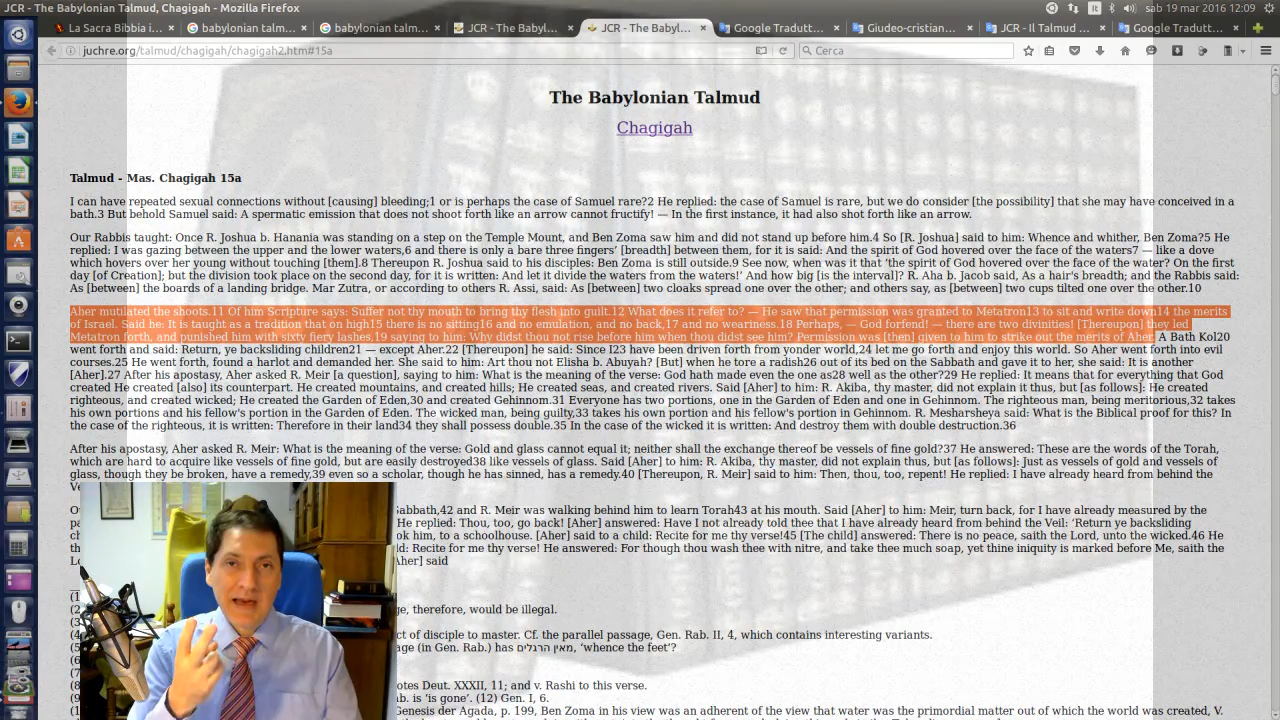 JCR - The Babylonian Talmud, Chagigah - Mozilla Firefox
It
sab 19 mar 2016 12:09
La Sacra Bibbia i...
babylonian talm...
babylonian talm...
JCR - The Babyl...
JCR - The Babyl...
Google Tradutt...
Giudeo-cristian...
JCR - Il Talmud ...
Google Tradutt...
juchre.org/talmud/chagigah/chagigah2.htm#15a
Cerca
The Babylonian Talmud
Chagigah
Talmud - Mas. Chagigah 15a
I can have repeated sexual connections without [causing] bleeding;1 or is perhaps the case of Samuel rare?2 He replied: the case of Samuel is rare, but we do consider [the possibility] that she may have conceived in a
bath.3 But behold Samuel said: A spermatic emission that does not shoot forth like an arrow cannot fructify! — In the first instance, it had also shot forth like an arrow.
Our Rabbis taught: Once R. Joshua b. Hanania was standing on a step on the Temple Mount, and Ben Zoma saw him and did not stand up before him.4 So [R. Joshua] said to him: Whence and whither, Ben Zoma?5 He
replied: I was gazing between the upper and the lower waters,6 and there is only a bare three fingers' [breadth] between them, for it is said: And the spirit of God hovered over the face of the waters7 — like a dove
which hovers over her young without touching [them].8 Thereupon R. Joshua said to his disciples: Ben Zoma is still outside.9 See now, when was it that 'the spirit of God hovered over the face of the water? On the first
day [of Creation]; but the division took place on the second day, for it is written: And let it divide the waters from the waters!' And how big [is the interval]? R. Aha b. Jacob said, As a hair's breadth; and the Rabbis said:
As [between] the boards of a landing bridge. Mar Zutra, or according to others R. Assi, said: As [between] two cloaks spread one over the other; and others say, as [between] two cups tilted one over the other.10
Aher mutilated the shoots.11 Of him Scripture says: Suffer not thy mouth to bring thy flesh into guilt.12 What does it refer to? — He saw that permission was granted to Metatron13 to sit and write down14 the merits
of Israel. Said he: It is taught as a tradition that on high15 there is no sitting16 and no emulation, and no back,17 and no weariness.18 Perhaps, — God forfend! — there are two divinities! [Thereupon] they led
Metatron forth, and punished him with sixty fiery lashes,19 saying to him: Why didst thou not rise before him when thou didst see him? Permission was [then] given to him to strike out the merits of Aher. A Bath Kol20
went forth and said: Return, ye backsliding children21 — except Aher.22 [Thereupon] he said: Since I23 have been driven forth from yonder world,24 let me go forth and enjoy this world. So Aher went forth into evil
courses.25 He went forth, found a harlot and demanded her. She said to him: Art thou not Elisha b. Abuyah? [But] when he tore a radish26 out of its bed on the Sabbath and gave it to her, she said: It is another
[Aher].27 After his apostasy, Aher asked R. Meir [a question], saying to him: What is the meaning of the verse: God hath made even the one as28 well as the other?29 He replied: It means that for everything that God
created He created [also] its counterpart. He created mountains, and created hills; He created seas, and created rivers. Said [Aher] to him: R. Akiba, thy master, did not explain it thus, but [as follows]: He created
righteous, and created wicked; He created the Garden of Eden,30 and created Gehinnom.31 Everyone has two portions, one in the Garden of Eden and one in Gehinnom. The righteous man, being meritorious,32 takes
his own portions and his fellow's portion in the Garden of Eden. The wicked man, being guilty,33 takes his own portion and his fellow's portion in Gehinnom. R. Mesharsheya said: What is the Biblical proof for this? In
the case of the righteous, it is written: Therefore in their land34 they shall possess double.35 In the case of the wicked it is written: And destroy them with double destruction.36
After his apostasy, Aher asked R. Meir: What is the meaning of the verse: Gold and glass cannot equal it; neither shall the exchange thereof be vessels of fine gold?37 He answered: These are the words of the Torah,
which are hard to acquire like vessels of fine gold, but are easily destroyed38 like vessels of glass. Said [Aher] to him: R. Akiba, thy master, did not explain thus, but [as follows]: Just as vessels of gold and vessels of
glass, though they be broken, have a remedy,39 even so a scholar, though he has sinned, has a remedy.40 [Thereupon, R. Meir] said to him: Then, thou, too, repent! He replied: I have already heard from behind the
Ve
Sabbath,42 and R. Meir was walking behind him to learn Torah43 at his mouth. Said [Aher] to him: Meir, turn back, for I have already measured by the
He replied: Thou, too, go back! [Aher] answered: Have I not already told thee that I have already heard from behind the Veil: 'Return ye backsliding
ook him, to a schoolhouse. [Aher] said to a child: Recite for me thy verse!45 [The child] answered: There is no peace, saith the Lord, unto the wicked.46 He
ld: Recite for me thy verse! He answered: For though thou wash thee with nitre, and take thee much soap, yet thine iniquity is marked before Me, saith the
Aher] said
ge, therefore, would be illegal.
ct of disciple to master. Cf. the parallel passage, Gen. Rab. II, 4, which contains interesting variants.
age (in Gen. Rab.) has מאין הרגלים, 'whence the feet'?
otes Deut. XXXII, 11; and v. Rashi to this verse.
ab. is 'is gone'. (12) Gen. I, 6.
Genesis der Agada, p. 199, Ben Zoma in his view was an adherent of the view that water was the primordial matter out of which the world was created, V.